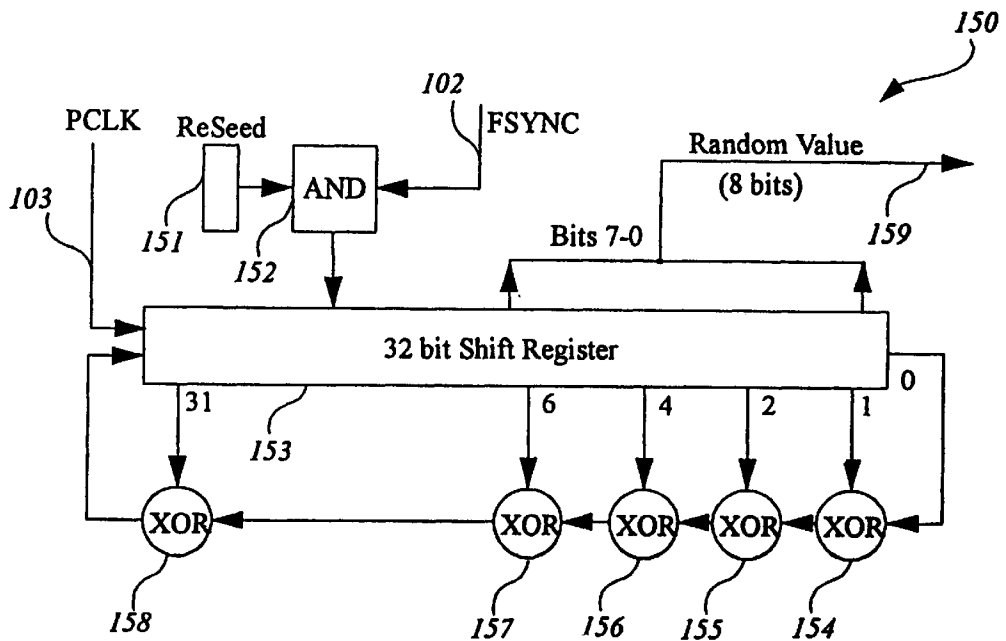 150
102
PCLK
ReSeed
FSYNC
Random Value
(8 bits)
103
AND
151
152
159
Bits 7-0
32 bit Shift Register
0
31
6
4
2
1
153
XOR
XOR
XOR
XOR
XOR
158
157
156
155
154